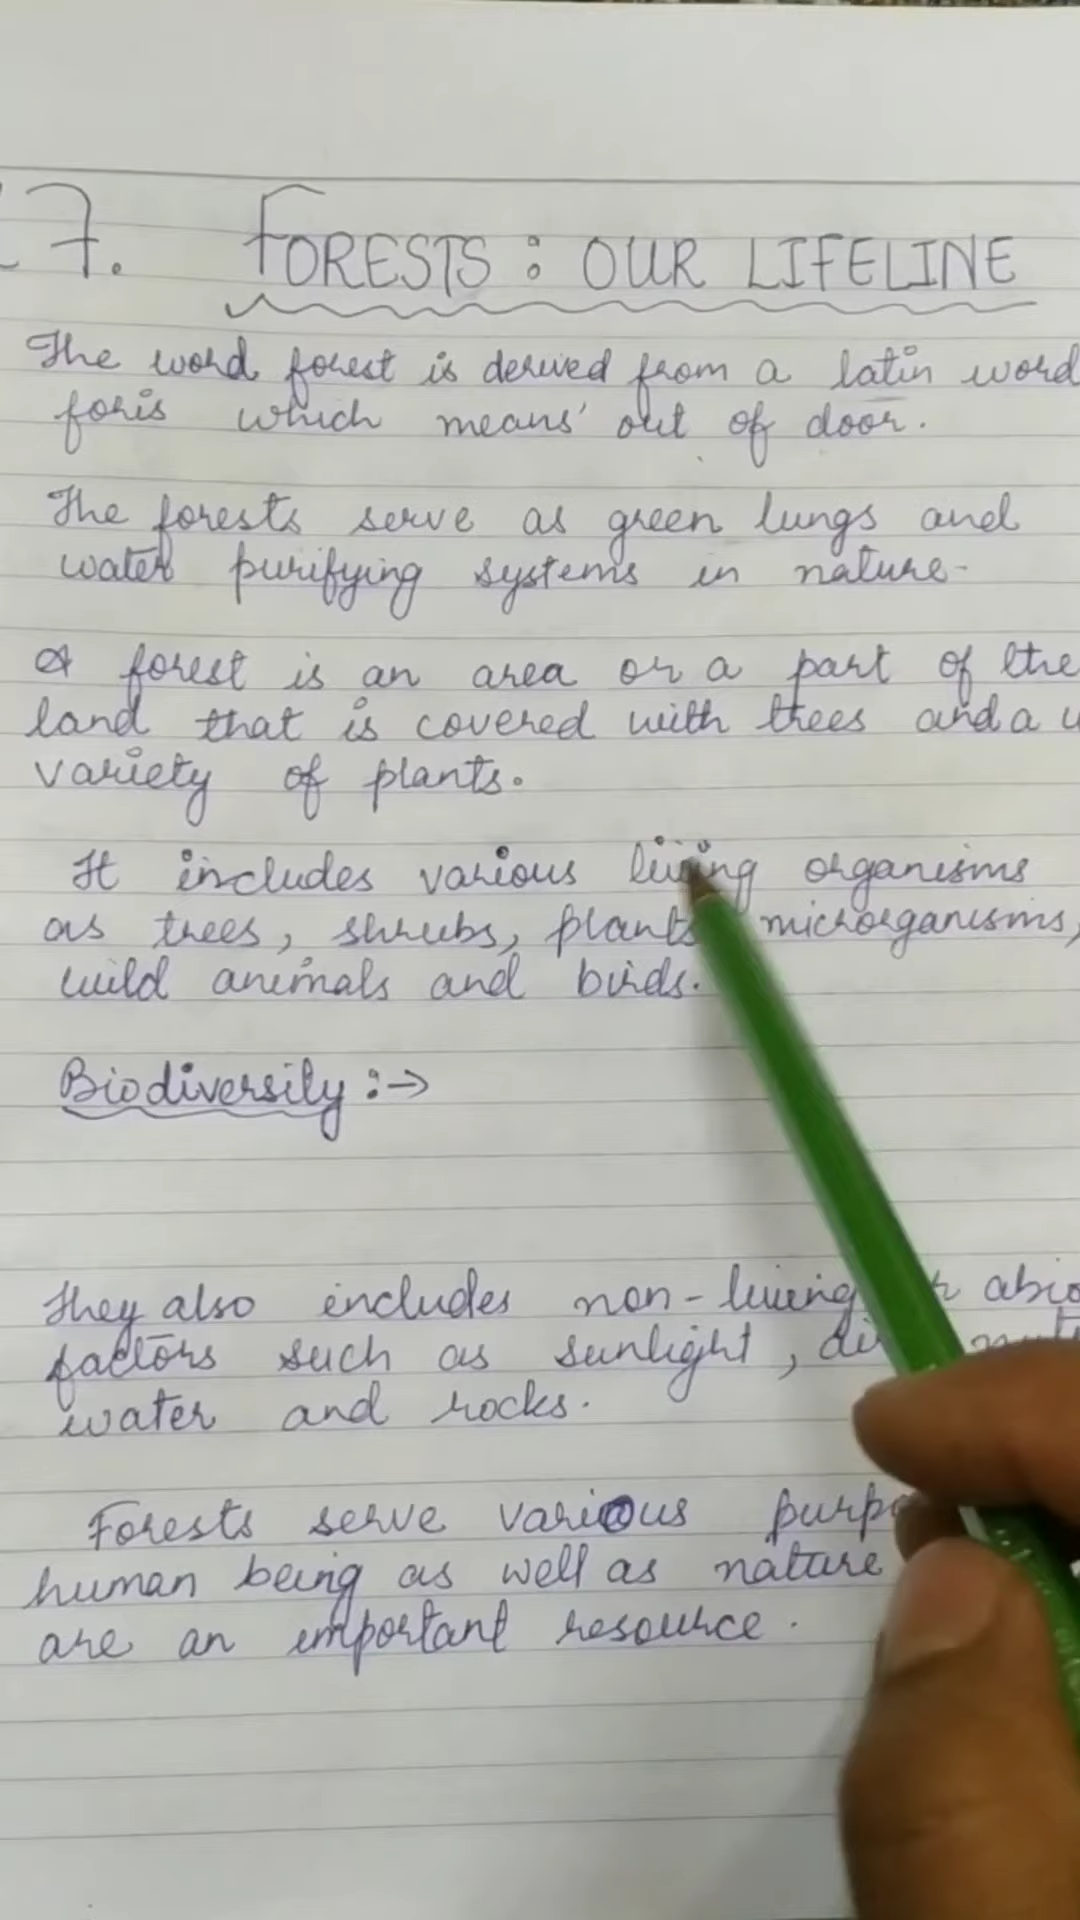 17. FORESTS : OUR LIFELINE
The word forest is derived from a latin word
foris which means' out of door.
The forests serve as green lungs and
water purifying systems in nature.
A forest is an area or a part of the
land that is covered with trees and a
variety of plants.
It includes various living organisms
as trees, shrubs, plants microrganisms,
wild animals and birds.
Biodiversity :->
They also includes non-living
factors such as sunlight,
water and rocks.
Forests serve various
human being as well as nature
are an important resource.